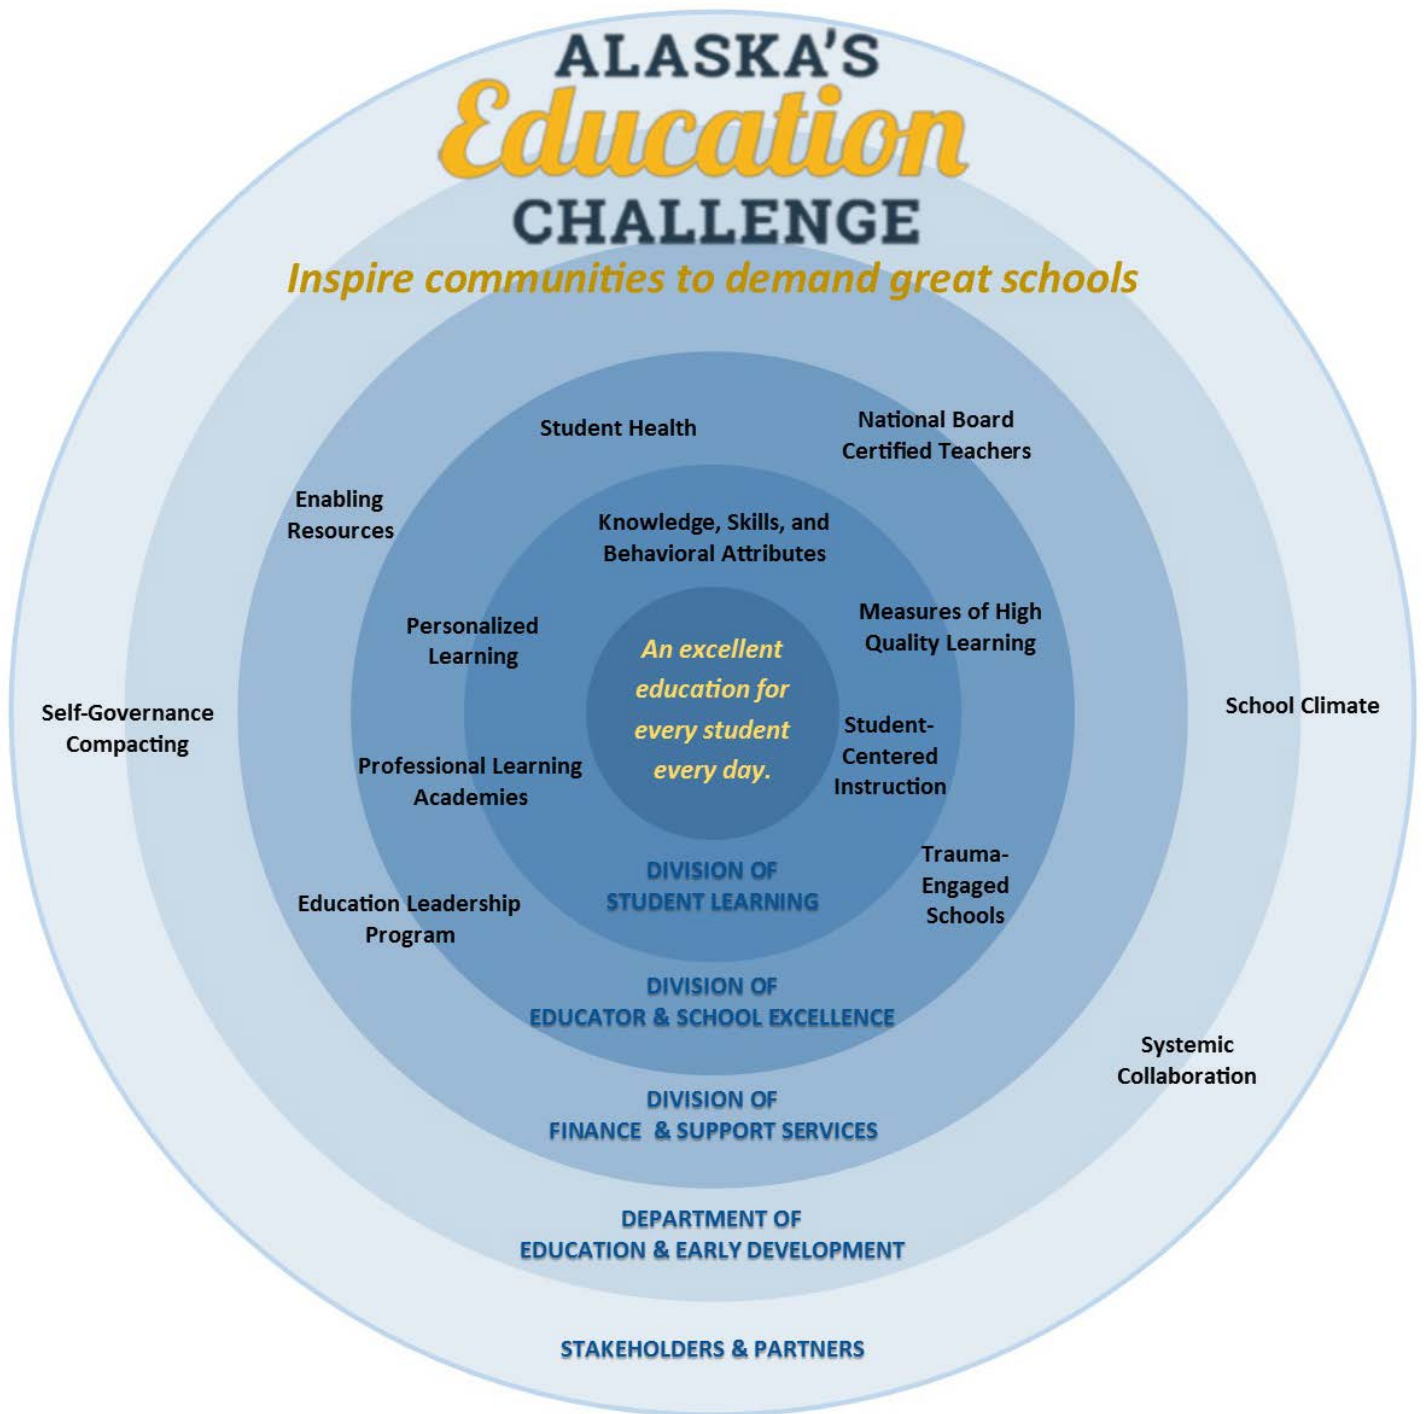 ALASKA'S
Education
CHALLENGE
Inspire communities to demand great schools
Student Health
National Board
Certified Teachers
Enabling
Resources
Knowledge, Skills, and
Behavioral Attributes
Personalized
Learning
Measures of High
Quality Learning
An excellent
education for
every student
every day.
Self-Governance
Compacting
School Climate
Student-
Centered
Instruction
Professional Learning
Academies
Trauma-
Engaged
Schools
DIVISION OF
STUDENT LEARNING
Education Leadership
Program
DIVISION OF
EDUCATOR & SCHOOL EXCELLENCE
Systemic
Collaboration
DIVISION OF
FINANCE & SUPPORT SERVICES
DEPARTMENT OF
EDUCATION & EARLY DEVELOPMENT
STAKEHOLDERS & PARTNERS